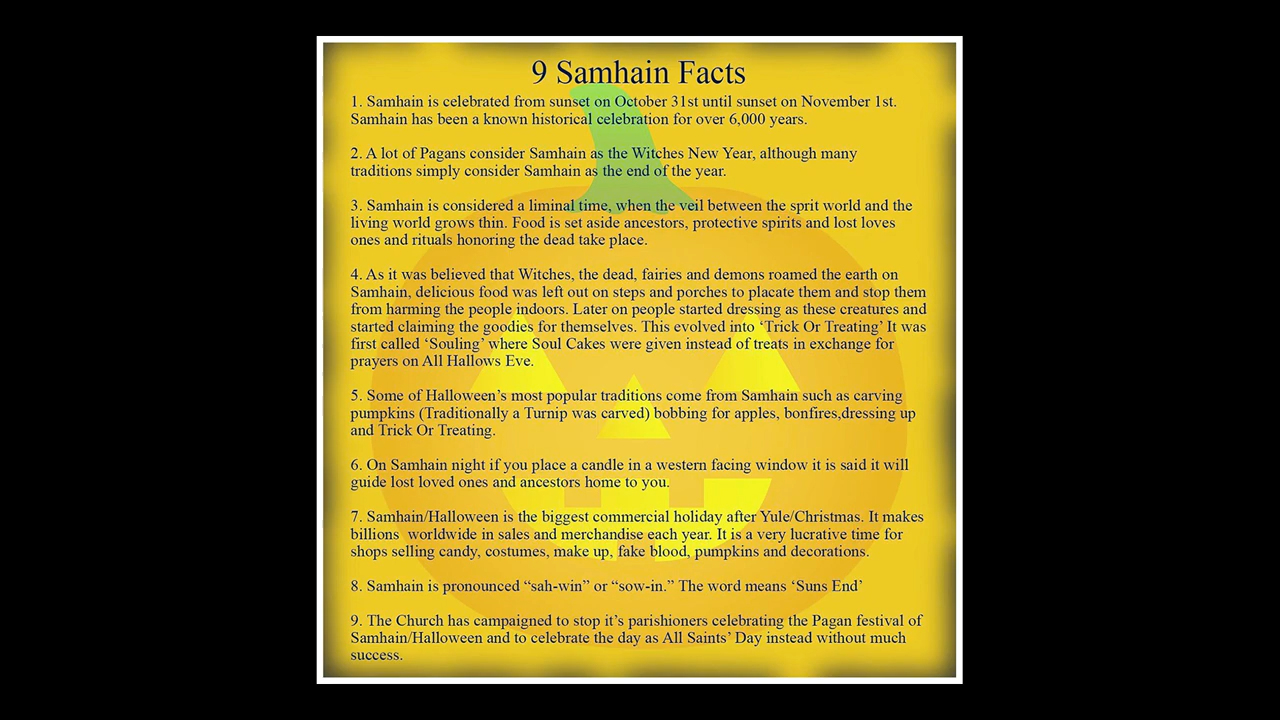 9 Samhain Facts
1. Samhain is celebrated from sunset on October 31st until sunset on November 1st.
Samhain has been a known historical celebration for over 6,000 years.
2. A lot of Pagans consider Samhain as the Witches New Year, although many
traditions simply consider Samhain as the end of the year.
3. Samhain is considered a liminal time, when the veil between the sprit world and the
living world grows thin. Food is set aside ancestors, protective spirits and lost loves
ones and rituals honoring the dead take place.
4. As it was believed that Witches, the dead, fairies and demons roamed the earth on
Samhain, delicious food was left out on steps and porches to placate them and stop them
from harming the people indoors. Later on people started dressing as these creatures and
started claiming the goodies for themselves. This evolved into ‘Trick Or Treating’ It was
first called ‘Souling’ where Soul Cakes were given instead of treats in exchange for
prayers on All Hallows Eve.
5. Some of Halloween’s most popular traditions come from Samhain such as carving
pumpkins (Traditionally a Turnip was carved) bobbing for apples, bonfires,dressing up
and Trick Or Treating.
6. On Samhain night if you place a candle in a western facing window it is said it will
guide lost loved ones and ancestors home to you.
7. Samhain/Halloween is the biggest commercial holiday after Yule/Christmas. It makes
billions  worldwide in sales and merchandise each year. It is a very lucrative time for
shops selling candy, costumes, make up, fake blood, pumpkins and decorations.
8. Samhain is pronounced “sah-win” or “sow-in.” The word means ‘Suns End’
9. The Church has campaigned to stop it’s parishioners celebrating the Pagan festival of
Samhain/Halloween and to celebrate the day as All Saints’ Day instead without much
success.